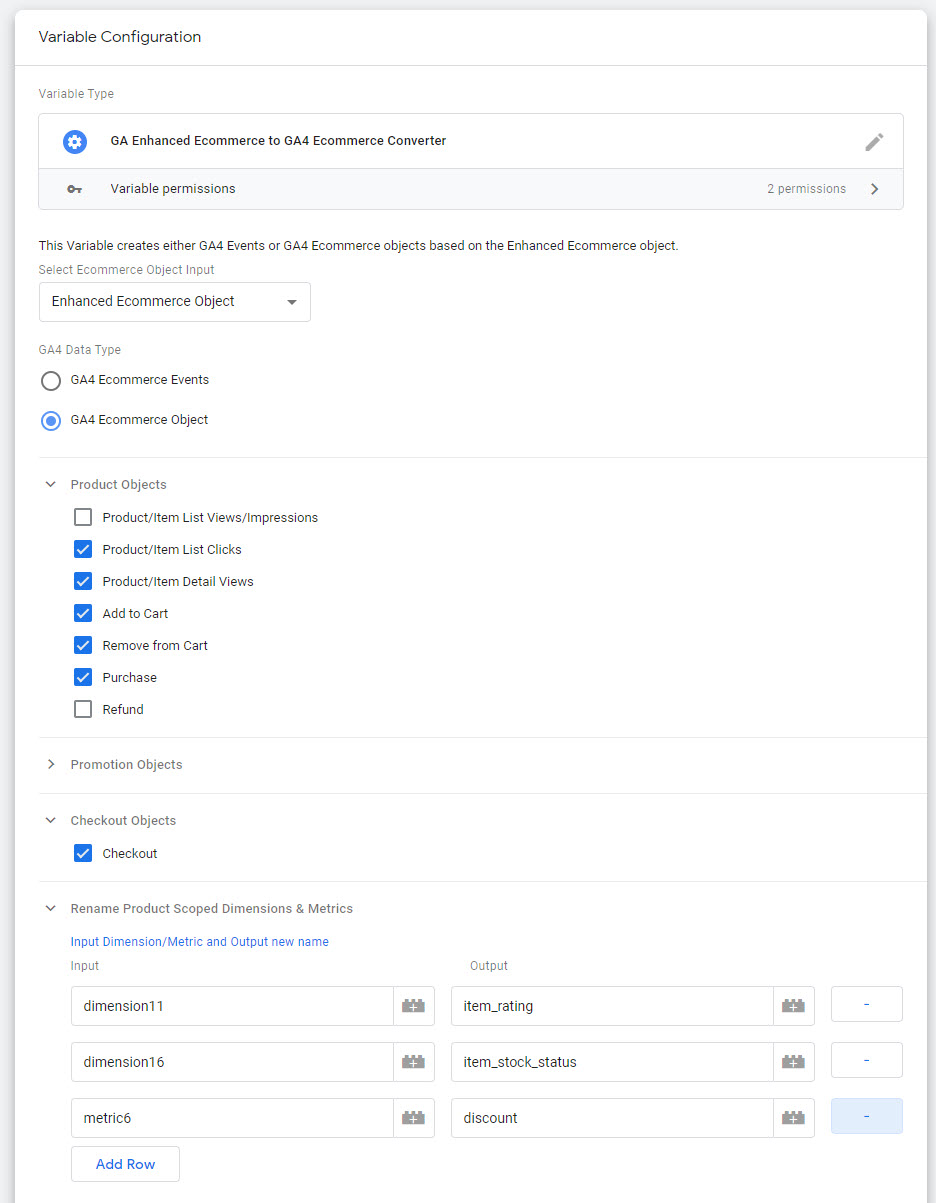 Variable Configuration
Variable Type
GA Enhanced Ecommerce to GA4 Ecommerce Converter
Variable permissions 2 permissions
This Variable creates either GA4 Events or GA4 Ecommerce objects based on the Enhanced Ecommerce object.
Select Ecommerce Object Input
Enhanced Ecommerce Object
GA4 Data Type
GA4 Ecommerce Events
GA4 Ecommerce Object
Product Objects
Product/Item List Views/Impressions
Product/Item List Clicks
Product/Item Detail Views
Add to Cart
Remove from Cart
Purchase
Refund
Promotion Objects
Checkout Objects
Checkout
Rename Product Scoped Dimensions & Metrics
Input Dimension/Metric and Output new name
Input Output
dimension11 item_rating -
dimension16 item_stock_status -
metric6 discount -
Add Row